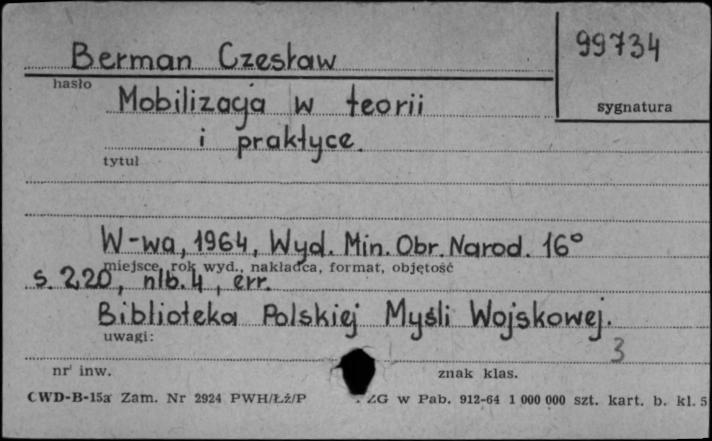 Berman Czesław
99734
hasło
sygnatura
Mobilizacja w teorii
i praktyce.
tytuł
W-wa, 1964, Wyd. Min. Obr. Narod. 16°
miejsce, rok wyd., nakładca, format, objętość
s. 220, nlb. 4, err.
Biblioteka Polskiej Myśli Wojskowej.
uwagi:
3
nr inw.
znak klas.
CWD-B-15a Zam. Nr 2924 PWH/Łż/P ZG w Pab. 912-64 1 000 000 szt. kart. b. kl. 5